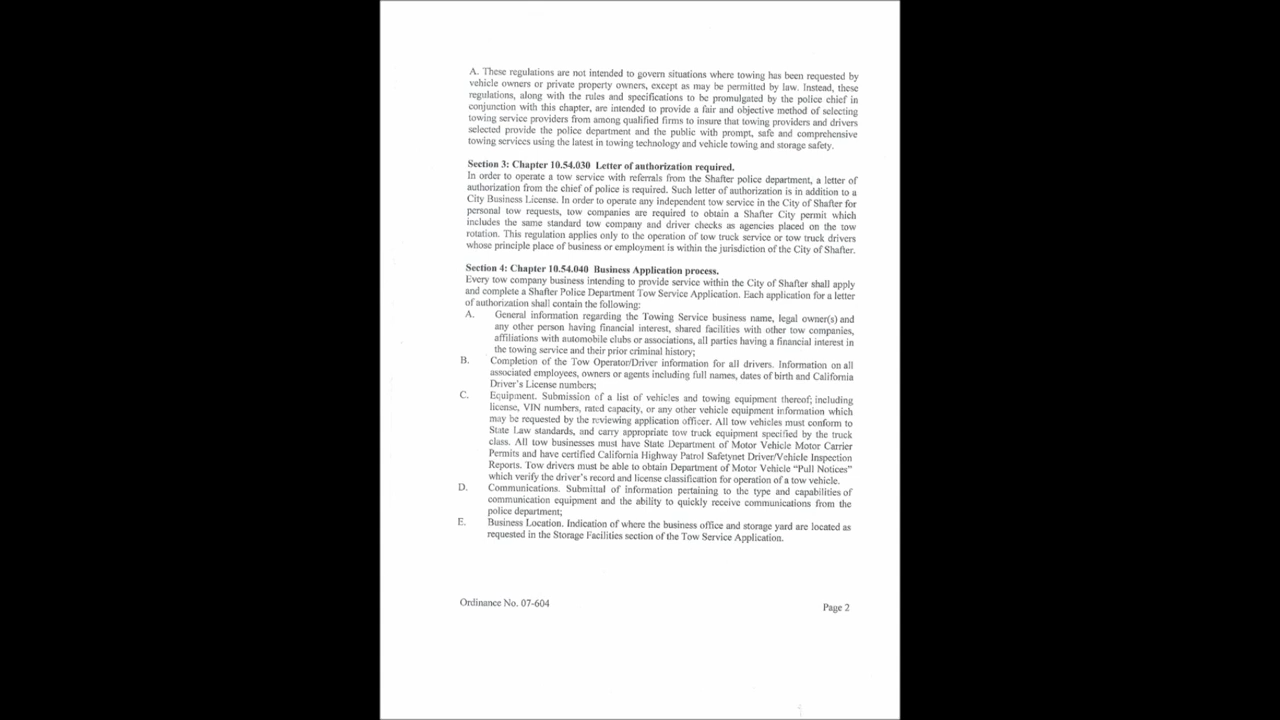 A. These regulations are not intended to govern situations where towing has been requested by
vehicle owners or private property owners, except as may be permitted by law. Instead, these
regulations, along with the rules and specifications to be promulgated by the police chief in
conjunction with this chapter, are intended to provide a fair and objective method of selecting
towing service providers from among qualified firms to insure that towing providers and drivers
selected provide the police department and the public with prompt, safe and comprehensive
towing services using the latest in towing technology and vehicle towing and storage safety.
Section 3: Chapter 10.54.030 Letter of authorization required.
In order to operate a tow service with referrals from the Shafter police department, a letter of
authorization from the chief of police is required. Such letter of authorization is in addition to a
City Business License. In order to operate any independent tow service in the City of Shafter for
personal tow requests, tow companies are required to obtain a Shafter City permit which
includes the same standard tow company and driver checks as agencies placed on the tow
rotation. This regulation applies only to the operation of tow truck service or tow truck drivers
whose principle place of business or employment is within the jurisdiction of the City of Shafter.
Section 4: Chapter 10.54.040 Business Application process.
Every tow company business intending to provide service within the City of Shafter shall apply
and complete a Shafter Police Department Tow Service Application. Each application for a letter
of authorization shall contain the following:
A. General information regarding the Towing Service business name, legal owner(s) and
any other person having financial interest, shared facilities with other tow companies,
affiliations with automobile clubs or associations, all parties having a financial interest in
the towing service and their prior criminal history;
B. Completion of the Tow Operator/Driver information for all drivers. Information on all
associated employees, owners or agents including full names, dates of birth and California
Driver's License numbers;
C. Equipment. Submission of a list of vehicles and towing equipment thereof; including
license, VIN numbers, rated capacity, or any other vehicle equipment information which
may be requested by the reviewing application officer. All tow vehicles must conform to
State Law standards, and carry appropriate tow truck equipment specified by the truck
class. All tow businesses must have State Department of Motor Vehicle Motor Carrier
Permits and have certified California Highway Patrol Safetynet Driver/Vehicle Inspection
Reports. Tow drivers must be able to obtain Department of Motor Vehicle "Pull Notices"
which verify the driver's record and license classification for operation of a tow vehicle.
D. Communications. Submittal of information pertaining to the type and capabilities of
communication equipment and the ability to quickly receive communications from the
police department;
E. Business Location. Indication of where the business office and storage yard are located as
requested in the Storage Facilities section of the Tow Service Application.
Ordinance No. 07-604
Page 2